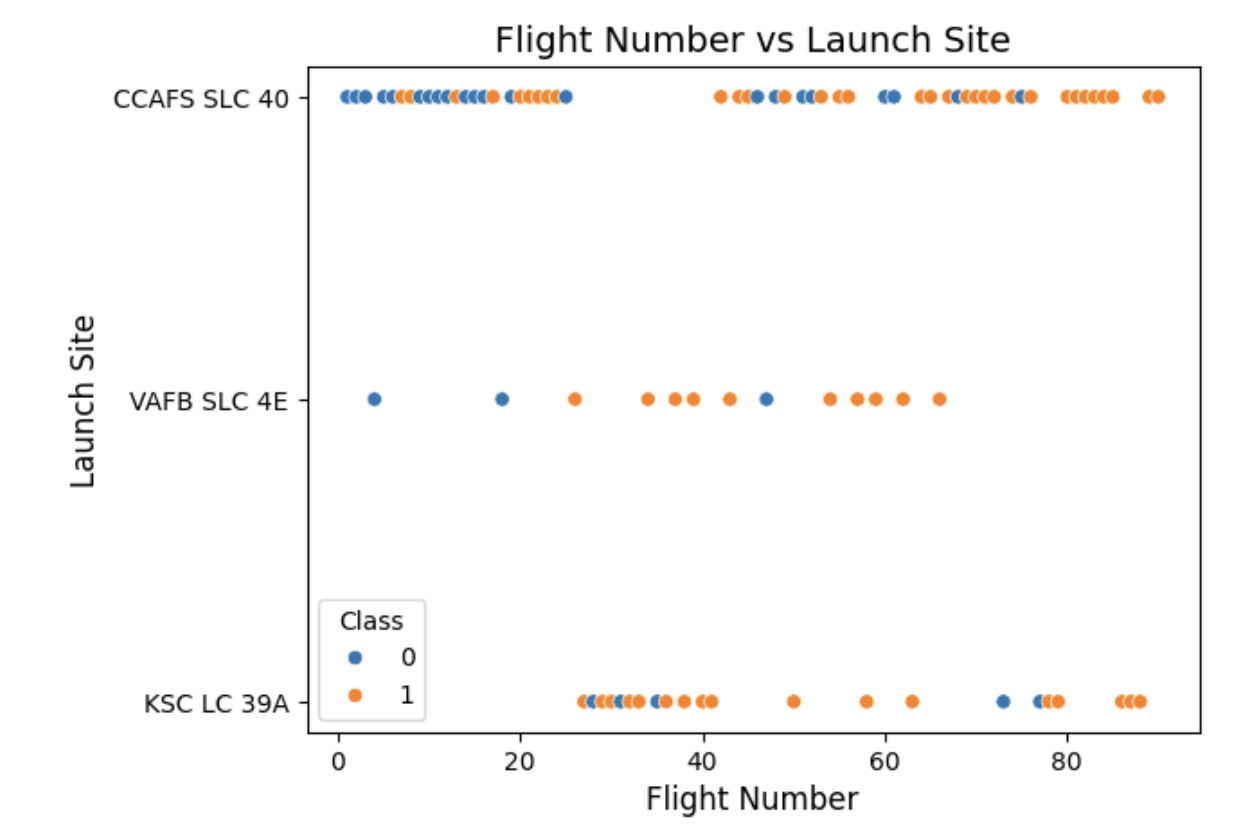 Flight Number vs Launch Site
CCAFS SLC 40
VAFB SLC 4E
KSC LC 39A
Launch Site
Class
0
1
0 20 40 60 80
Flight Number